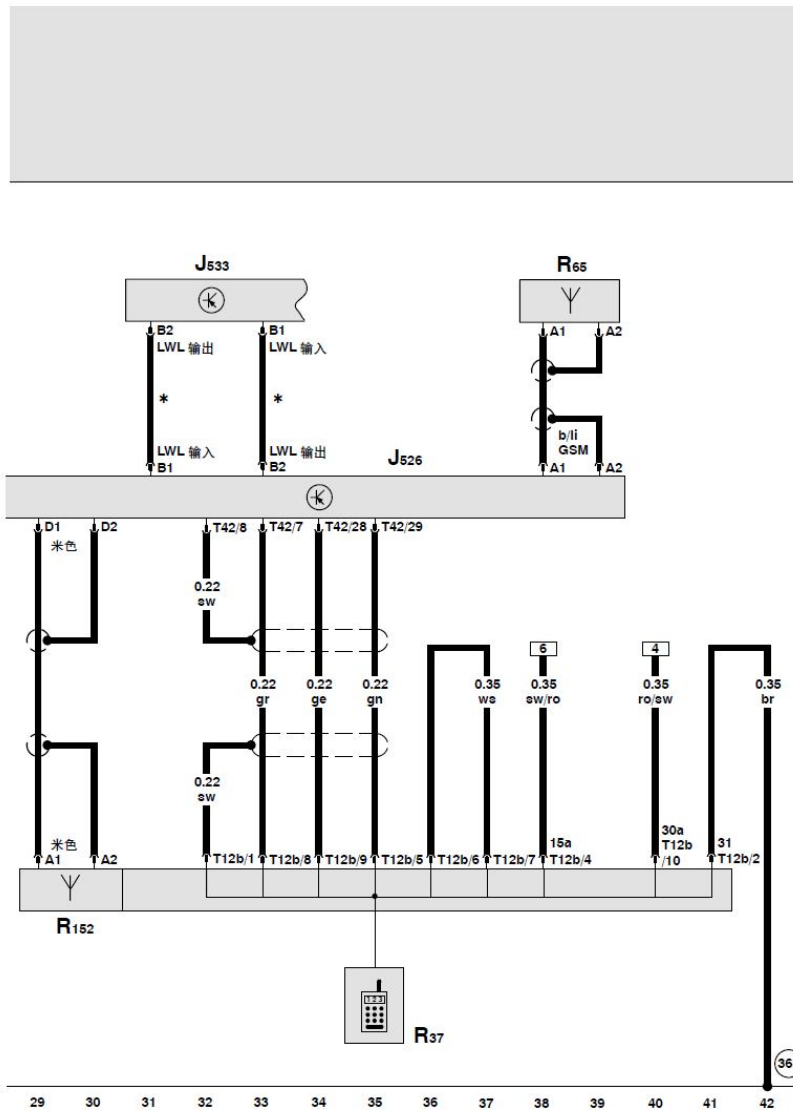 J533
R65
B2
B1
A1
A2
LWL 输出
LWL 输入
*
*
b/li
GSM
LWL 输入
LWL 输出
J526
B1
B2
A1
A2
D1
D2
T42/8
T42/7
T42/28
T42/29
米色
0.22
sw
6
4
0.22
gr
0.22
ge
0.22
gn
0.35
ws
0.35
sw/ro
0.35
ro/sw
0.35
br
0.22
sw
米色
15a
30a
31
A1
A2
T12b/1
T12b/8
T12b/9
T12b/5
T12b/6
T12b/7
T12b/4
T12b
/10
T12b/2
R152
1 2 3
R37
36
29 30 31 32 33 34 35 36 37 38 39 40 41 42